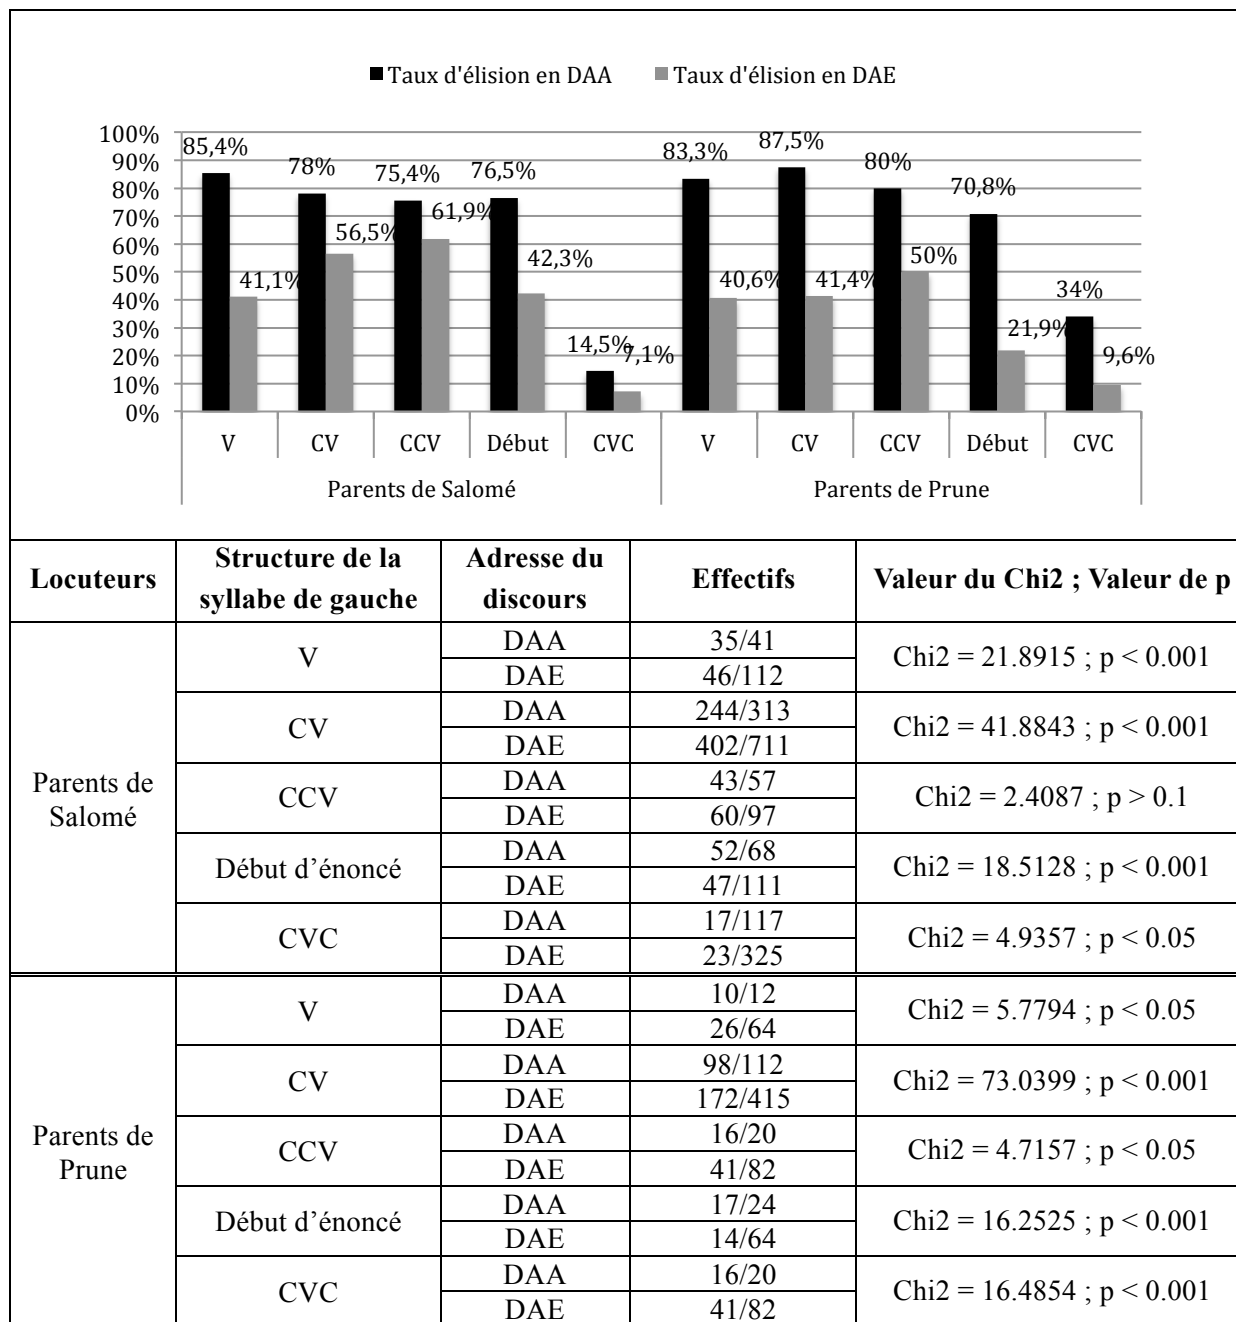 Taux d'élision en DAA Taux d'élision en DAE
100%
90%
80%
70%
60%
50%
40%
30%
20%
10%
0%
85,4% 41,1% 78% 56,5% 75,4% 61,9% 76,5% 42,3% 14,5% 7,1% 83,3% 40,6% 87,5% 41,4% 80% 50% 70,8% 21,9% 34% 9,6%
V CV CCV Début CVC V CV CCV Début CVC
Parents de Salomé Parents de Prune
Locuteurs Structure de la syllabe de gauche Adresse du discours Effectifs Valeur du Chi2 ; Valeur de p
Parents de Salomé
V DAA 35/41 Chi2 = 21.8915 ; p < 0.001
DAE 46/112
CV DAA 244/313 Chi2 = 41.8843 ; p < 0.001
DAE 402/711
CCV DAA 43/57 Chi2 = 2.4087 ; p > 0.1
DAE 60/97
Début d'énoncé DAA 52/68 Chi2 = 18.5128 ; p < 0.001
DAE 47/111
CVC DAA 17/117 Chi2 = 4.9357 ; p < 0.05
DAE 23/325
Parents de Prune
V DAA 10/12 Chi2 = 5.7794 ; p < 0.05
DAE 26/64
CV DAA 98/112 Chi2 = 73.0399 ; p < 0.001
DAE 172/415
CCV DAA 16/20 Chi2 = 4.7157 ; p < 0.05
DAE 41/82
Début d'énoncé DAA 17/24 Chi2 = 16.2525 ; p < 0.001
DAE 14/64
CVC DAA 16/20 Chi2 = 16.4854 ; p < 0.001
DAE 41/82